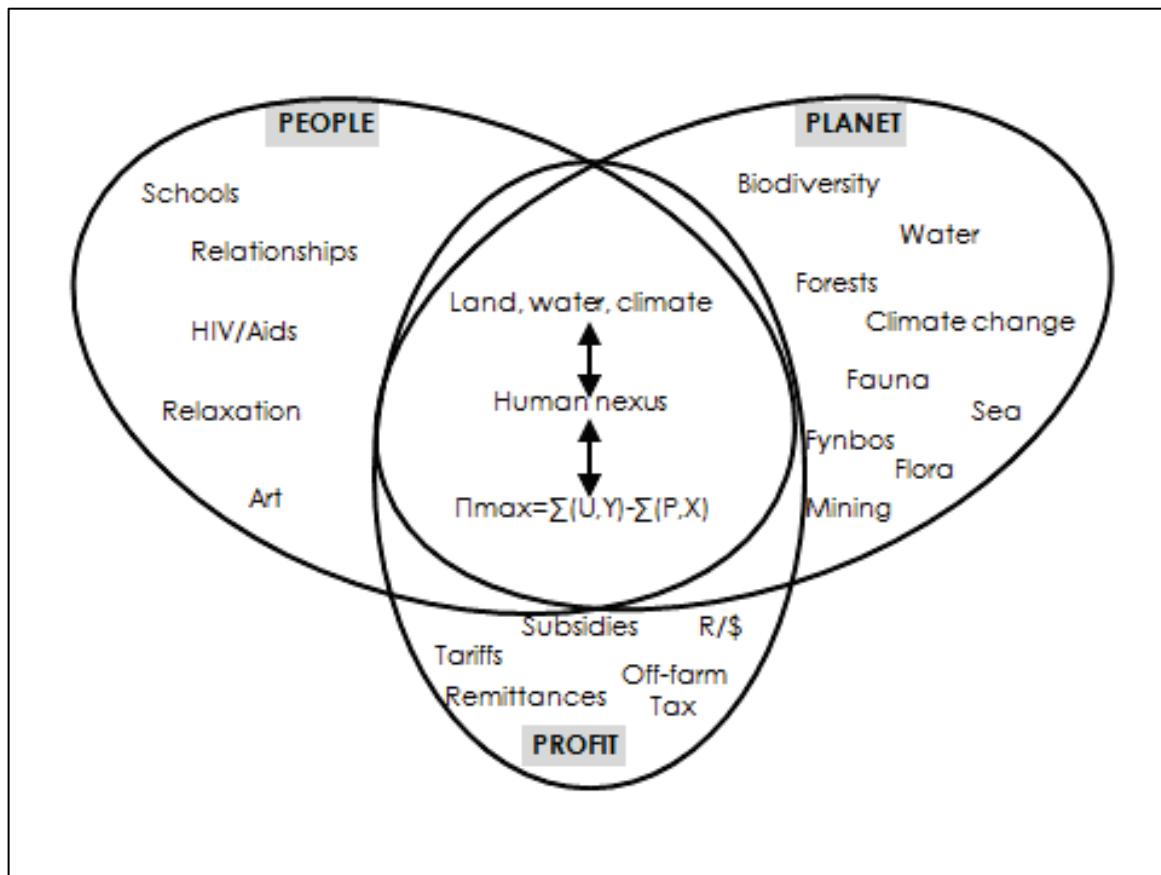 PEOPLE
Schools
Relationships
HIV/Aids
Relaxation
Art
PLANET
Biodiversity
Water
Forests
Climate change
Fauna
Sea
Fynbos
Flora
Mining
Land, water, climate
Human nexus
Πmax=∑(U,Y)-∑(P,X)
Subsidies
R/$
Tariffs
Off-farm
Remittances
Tax
PROFIT